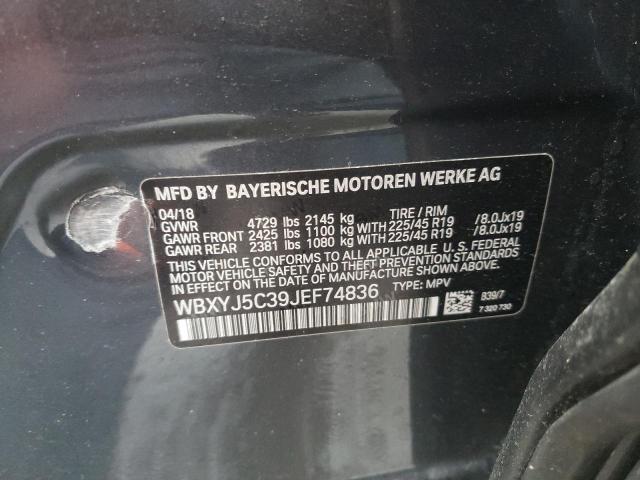 MFD BY BAYERISCHE MOTOREN WERKE AG
04/18
GVWR 4729 lbs 2145 kg TIRE / RIM
GAWR FRONT 2425 lbs 1100 kg WITH 225/45 R19 /8.0Jx19
GAWR REAR 2381 lbs 1080 kg WITH 225/45 R19 /8.0Jx19
THIS VEHICLE CONFORMS TO ALL APPLICABLE U. S. FEDERAL
SAFETY AND THEFT PREVENTION STANDARDS IN EFFECT
ON THE DATE OF MANUFACTURE SHOWN ABOVE.
WBXYJ5C39JEF74836 TYPE: MPV B39/7
7 320 730